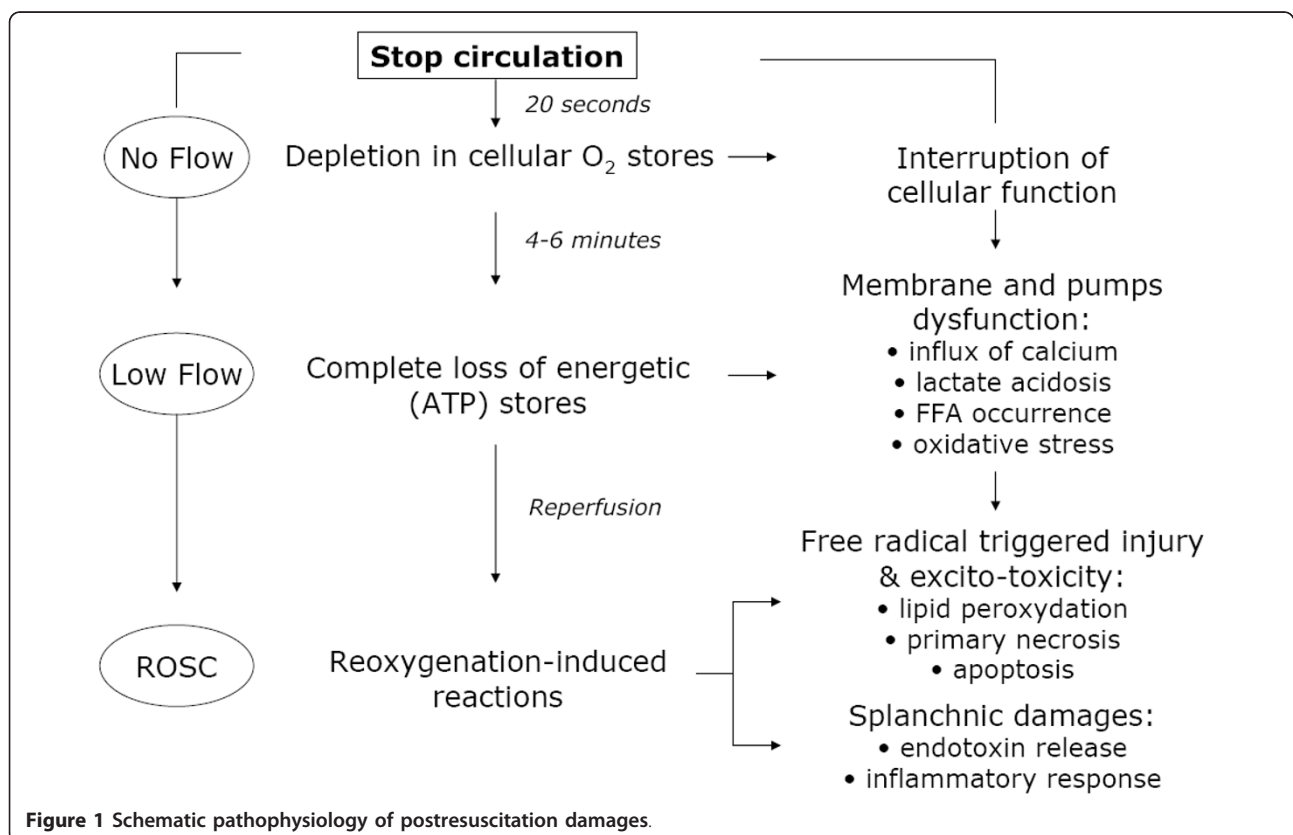 Stop circulation
20 seconds
No Flow
Depletion in cellular O₂ stores
Interruption of
cellular function
4-6 minutes
Membrane and pumps
dysfunction:
• influx of calcium
• lactate acidosis
• FFA occurrence
• oxidative stress
Low Flow
Complete loss of energetic
(ATP) stores
Reperfusion
Free radical triggered injury
& excito-toxicity:
• lipid peroxydation
• primary necrosis
• apoptosis
ROSC
Reoxygenation-induced
reactions
Splanchnic damages:
• endotoxin release
• inflammatory response
Figure 1 Schematic pathophysiology of postresuscitation damages.